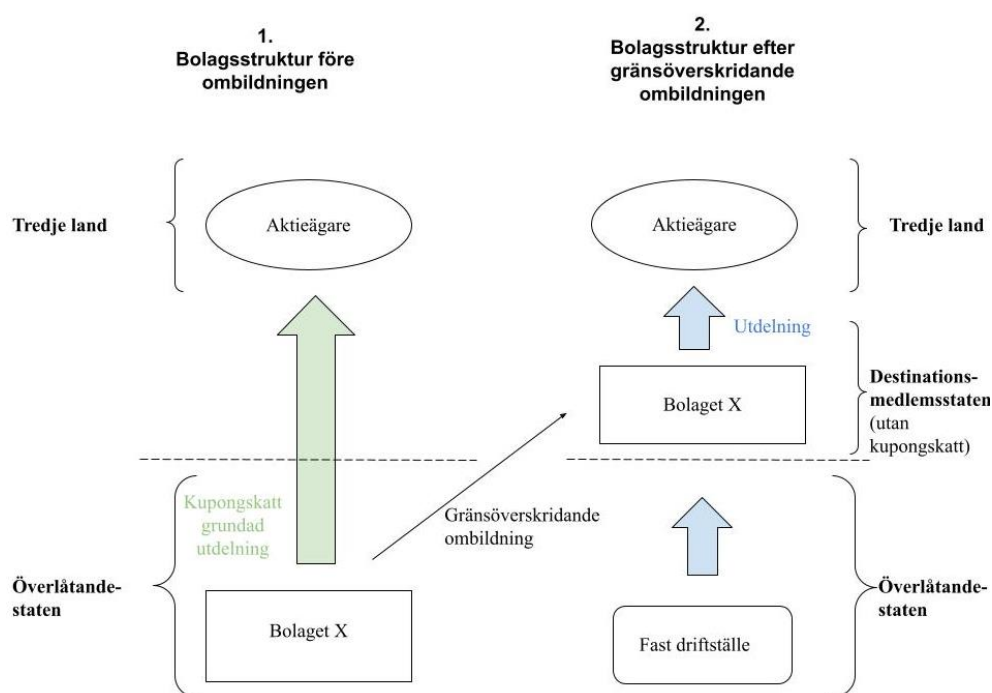 1.
Bolagsstruktur före
ombildningen
2.
Bolagsstruktur efter
gränsöverskridande
ombildningen
Tredje land
Aktieägare
Aktieägare
Tredje land
Utdelning
Bolaget X
Destinations-
medlemsstaten
(utan
kupongskatt)
Kupongskatt
grundad
utdelning
Gränsöverskridande
ombildning
Överlåtande-
staten
Bolaget X
Fast driftställe
Överlåtande-
staten